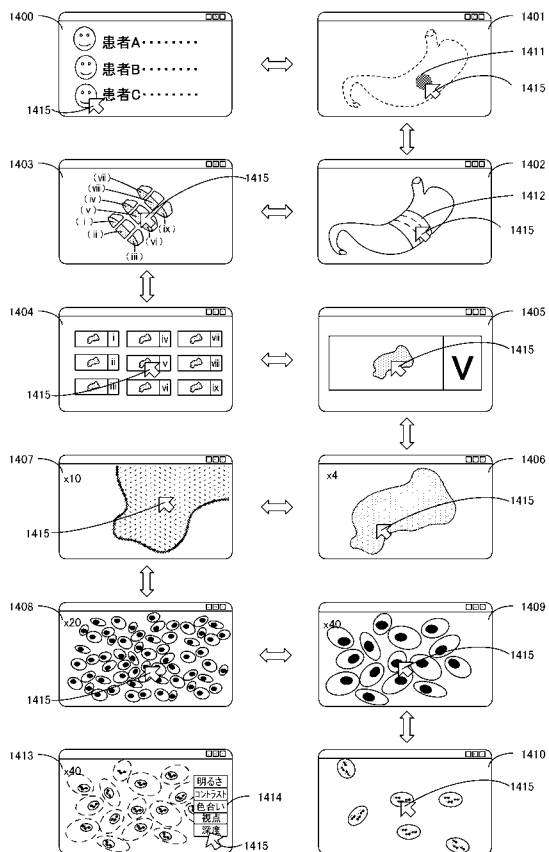 1400
患者A‥‥‥‥
患者B‥‥‥‥
患者C‥‥‥‥
1415
1401
1411
1415
1403
(vii)
(viii)
(iv)
(v)
(i)
(ii)
(iii)
(vi)
(ix)
1415
1402
1412
1415
1404
i iv vii
ii v viii
iii vi ix
1415
1405
1415
V
1407
x10
1415
1406
x4
1415
1408
x20
1415
1409
x40
1415
1413
x40
明るさ
コントラスト
色合い
視点
深度
1414
1415
1410
1415